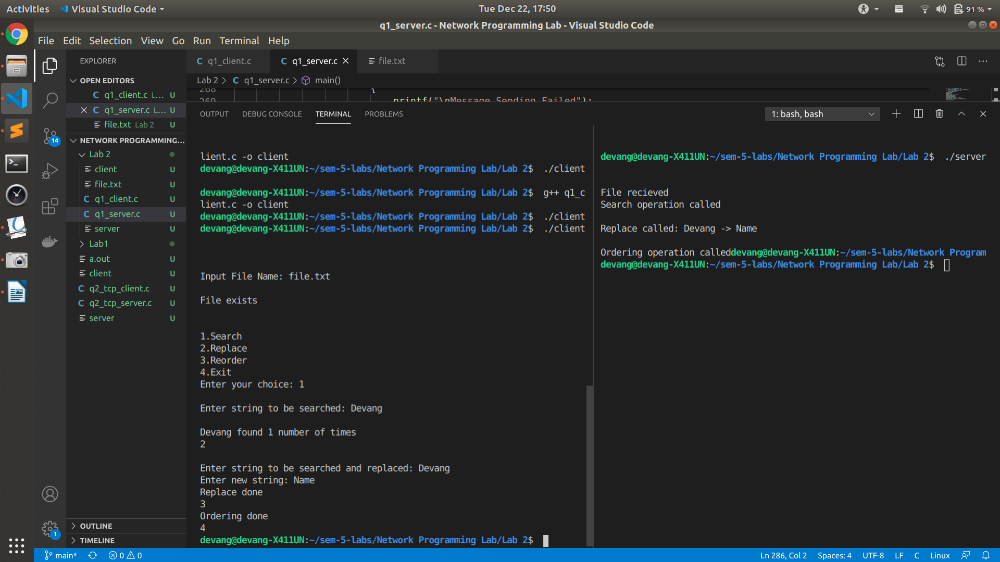 Activities
Visual Studio Code
Tue Dec 22, 17:50
91 %
q1_server.c - Network Programming Lab - Visual Studio Code
File Edit Selection View Go Run Terminal Help
EXPLORER
OPEN EDITORS
q1_client.c L... U
q1_server.c L... U
file.txt Lab 2 U
NETWORK PROGRAMMING...
Lab 2
client U
file.txt U
q1_client.c U
q1_server.c U
server U
Lab1
a.out U
client U
q2_tcp_client.c U
q2_tcp_server.c U
server U
OUTLINE
TIMELINE
14
1
C q1_client.c
C q1_server.c
file.txt
Lab 2 > C q1_server.c > main()
268 {
269 printf("\nMessage Sending Failed");
OUTPUT DEBUG CONSOLE TERMINAL PROBLEMS
1: bash, bash
lient.c -o client
devang@devang-X411UN:~/sem-5-labs/Network Programming Lab/Lab 2$ ./client
devang@devang-X411UN:~/sem-5-labs/Network Programming Lab/Lab 2$ g++ q1_c
lient.c -o client
devang@devang-X411UN:~/sem-5-labs/Network Programming Lab/Lab 2$ ./client
devang@devang-X411UN:~/sem-5-labs/Network Programming Lab/Lab 2$ ./client
Input File Name: file.txt
File exists
1.Search
2.Replace
3.Reorder
4.Exit
Enter your choice: 1
Enter string to be searched: Devang
Devang found 1 number of times
2
Enter string to be searched and replaced: Devang
Enter new string: Name
Replace done
3
Ordering done
4
devang@devang-X411UN:~/sem-5-labs/Network Programming Lab/Lab 2$
devang@devang-X411UN:~/sem-5-labs/Network Programming Lab/Lab 2$ ./server
File recieved
Search operation called
Replace called: Devang -> Name
Ordering operation calleddevang@devang-X411UN:~/sem-5-labs/Network Program
devang@devang-X411UN:~/sem-5-labs/Network Programming Lab/Lab 2$
main*
0
0
Ln 286, Col 2
Spaces: 4
UTF-8
LF
C
Linux